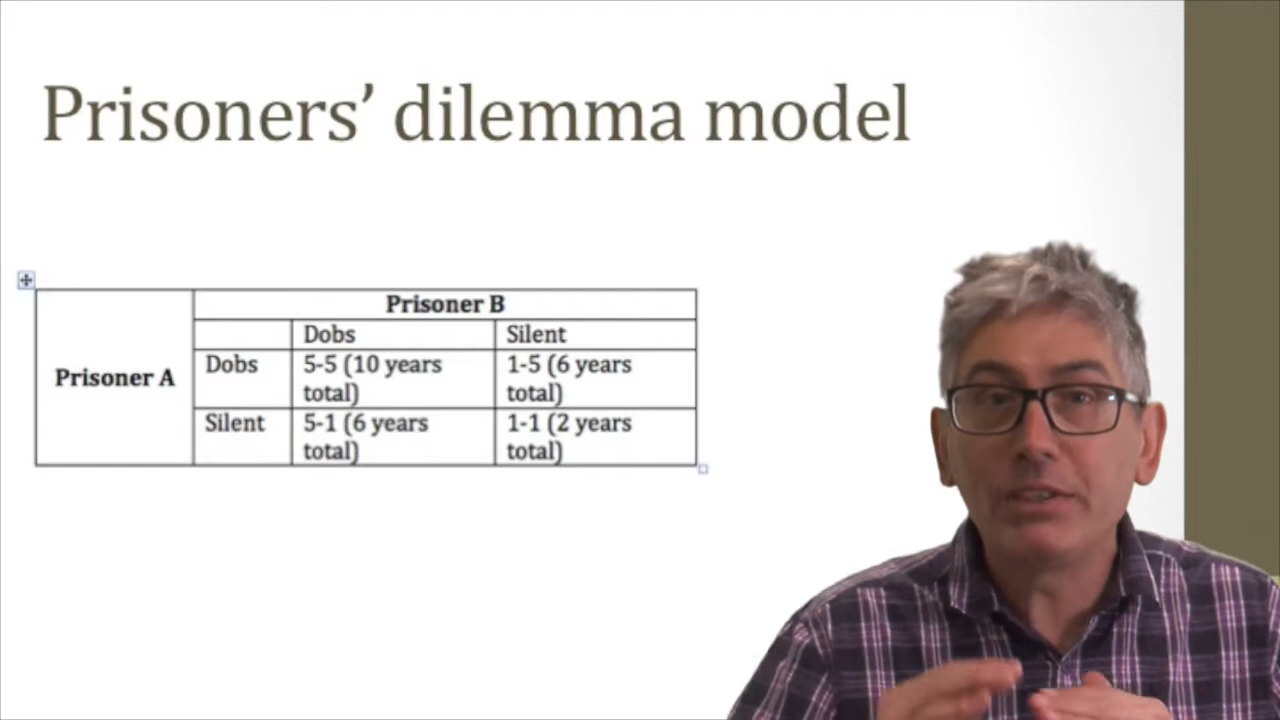 Prisoners’ dilemma model
Prisoner B
Dobs Silent
Prisoner A
Dobs 5-5 (10 years total) 1-5 (6 years total)
Silent 5-1 (6 years total) 1-1 (2 years total)